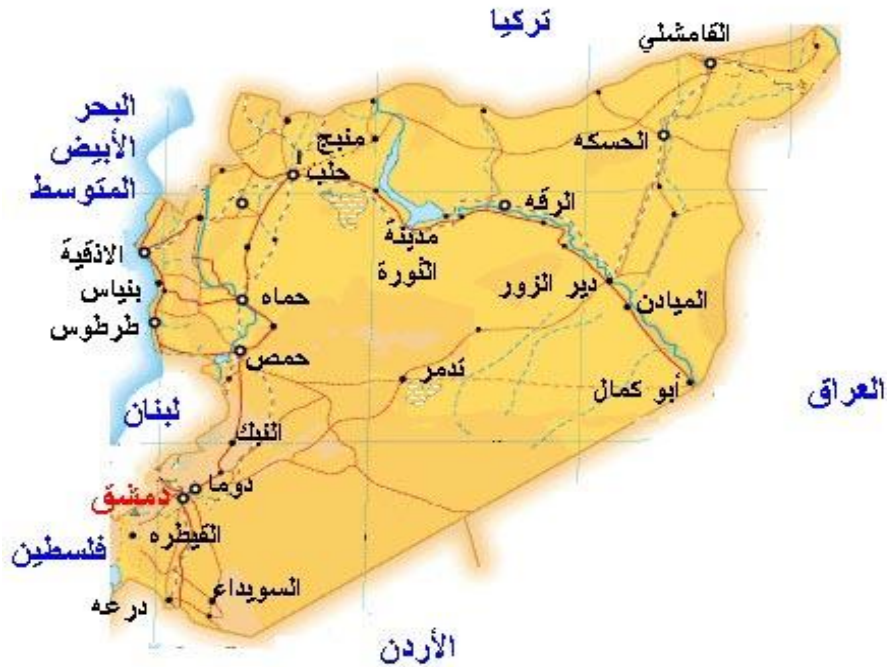 تركيا
القامشلي
البحر
الأبيض
المتوسط
منبج
الحسكه
حلب
الرقه
مدينة
الثورة
الاذقية
دير الزور
بنياس
حماه
الميادن
طرطوس
حمص
تدمر
أبو كمال
العراق
لبنان
النبك
دوما
دمشق
القيطره
فلسطين
السويداء
درعه
الأردن